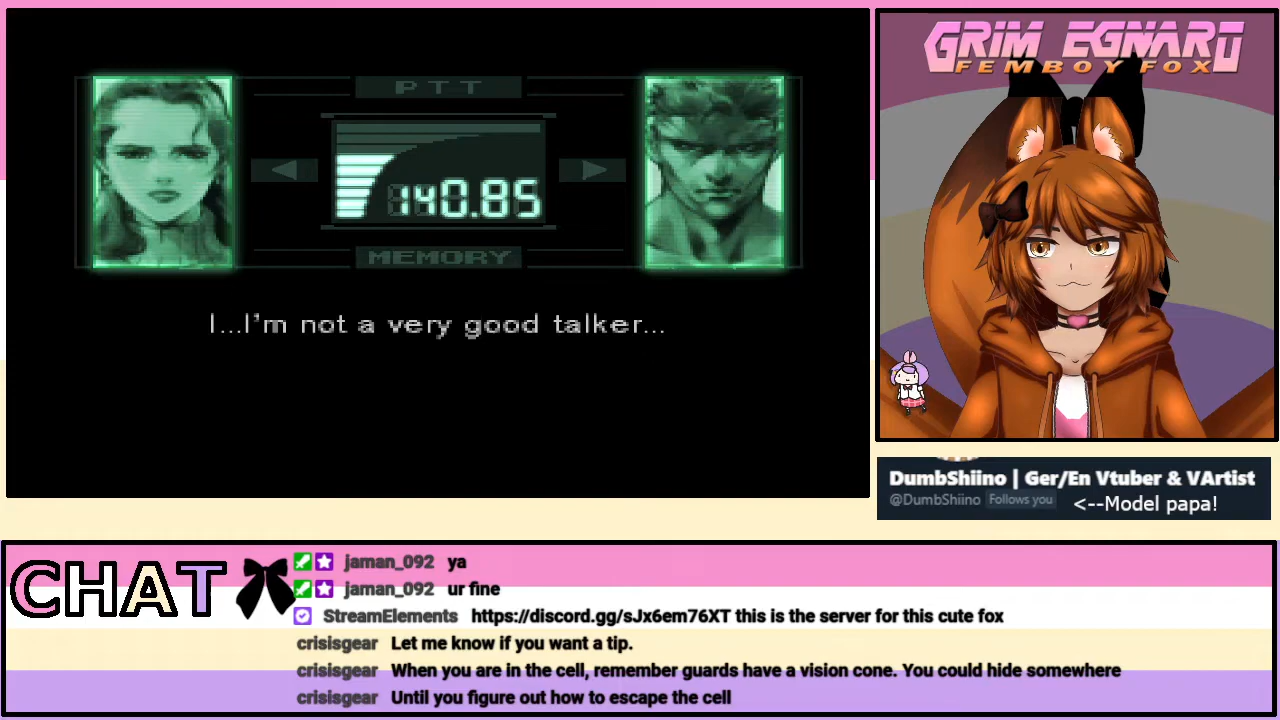 PTT
140.85
MEMORY
I...I'm not a very good talker...
GRIM EGNART
FEMBOY FOX
DumbShiino | Ger/En Vtuber & VArtist
@DumbShiino Follows you <--Model papa!
CHAT
jaman_092 ya
jaman_092 ur fine
StreamElements https://discord.gg/sJx6em76XT this is the server for this cute fox
crisisgear Let me know if you want a tip.
crisisgear When you are in the cell, remember guards have a vision cone. You could hide somewhere
crisisgear Until you figure out how to escape the cell